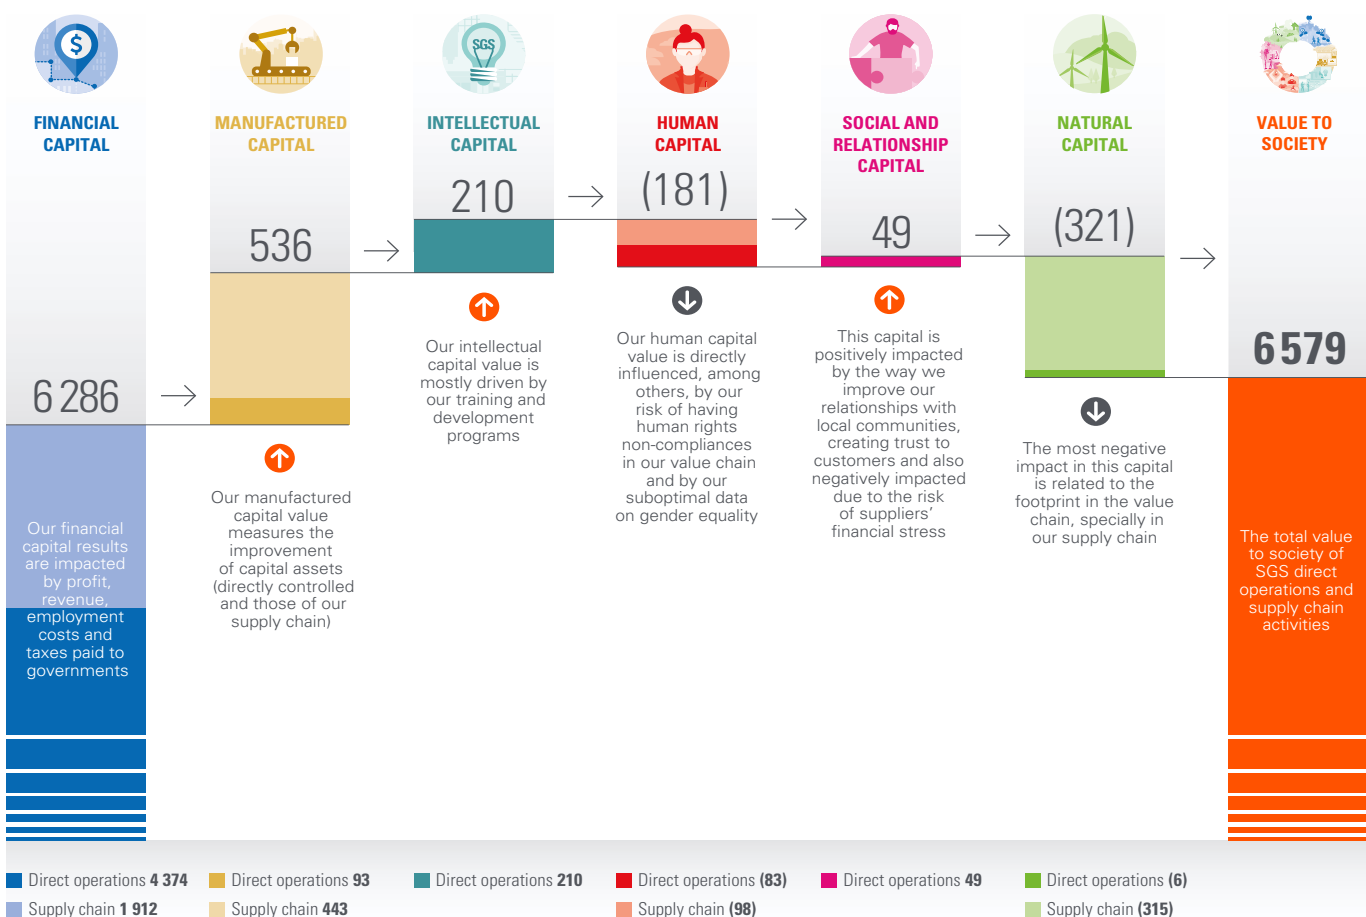 $
SGS
FINANCIAL
CAPITAL
6 286
Our financial
capital results
are impacted
by profit,
revenue,
employment
costs and
taxes paid to
governments
MANUFACTURED
CAPITAL
536
Our manufactured
capital value
measures the
improvement
of capital assets
(directly controlled
and those of our
supply chain)
INTELLECTUAL
CAPITAL
210
Our intellectual
capital value is
mostly driven by
our training and
development
programs
HUMAN
CAPITAL
(181)
Our human capital
value is directly
influenced, among
others, by our
risk of having
human rights
non-compliances
in our value chain
and by our
suboptimal data
on gender equality
SOCIAL AND
RELATIONSHIP
CAPITAL
49
This capital is
positively impacted
by the way we
improve our
relationships with
local communities,
creating trust to
customers and also
negatively impacted
due to the risk
of suppliers'
financial stress
NATURAL
CAPITAL
(321)
The most negative
impact in this capital
is related to the
footprint in the value
chain, specially in
our supply chain
VALUE TO
SOCIETY
6 579
The total value
to society of
SGS direct
operations and
supply chain
activities
Direct operations 4 374
Supply chain 1 912
Direct operations 93
Supply chain 443
Direct operations 210
Direct operations (83)
Supply chain (98)
Direct operations 49
Direct operations (6)
Supply chain (315)